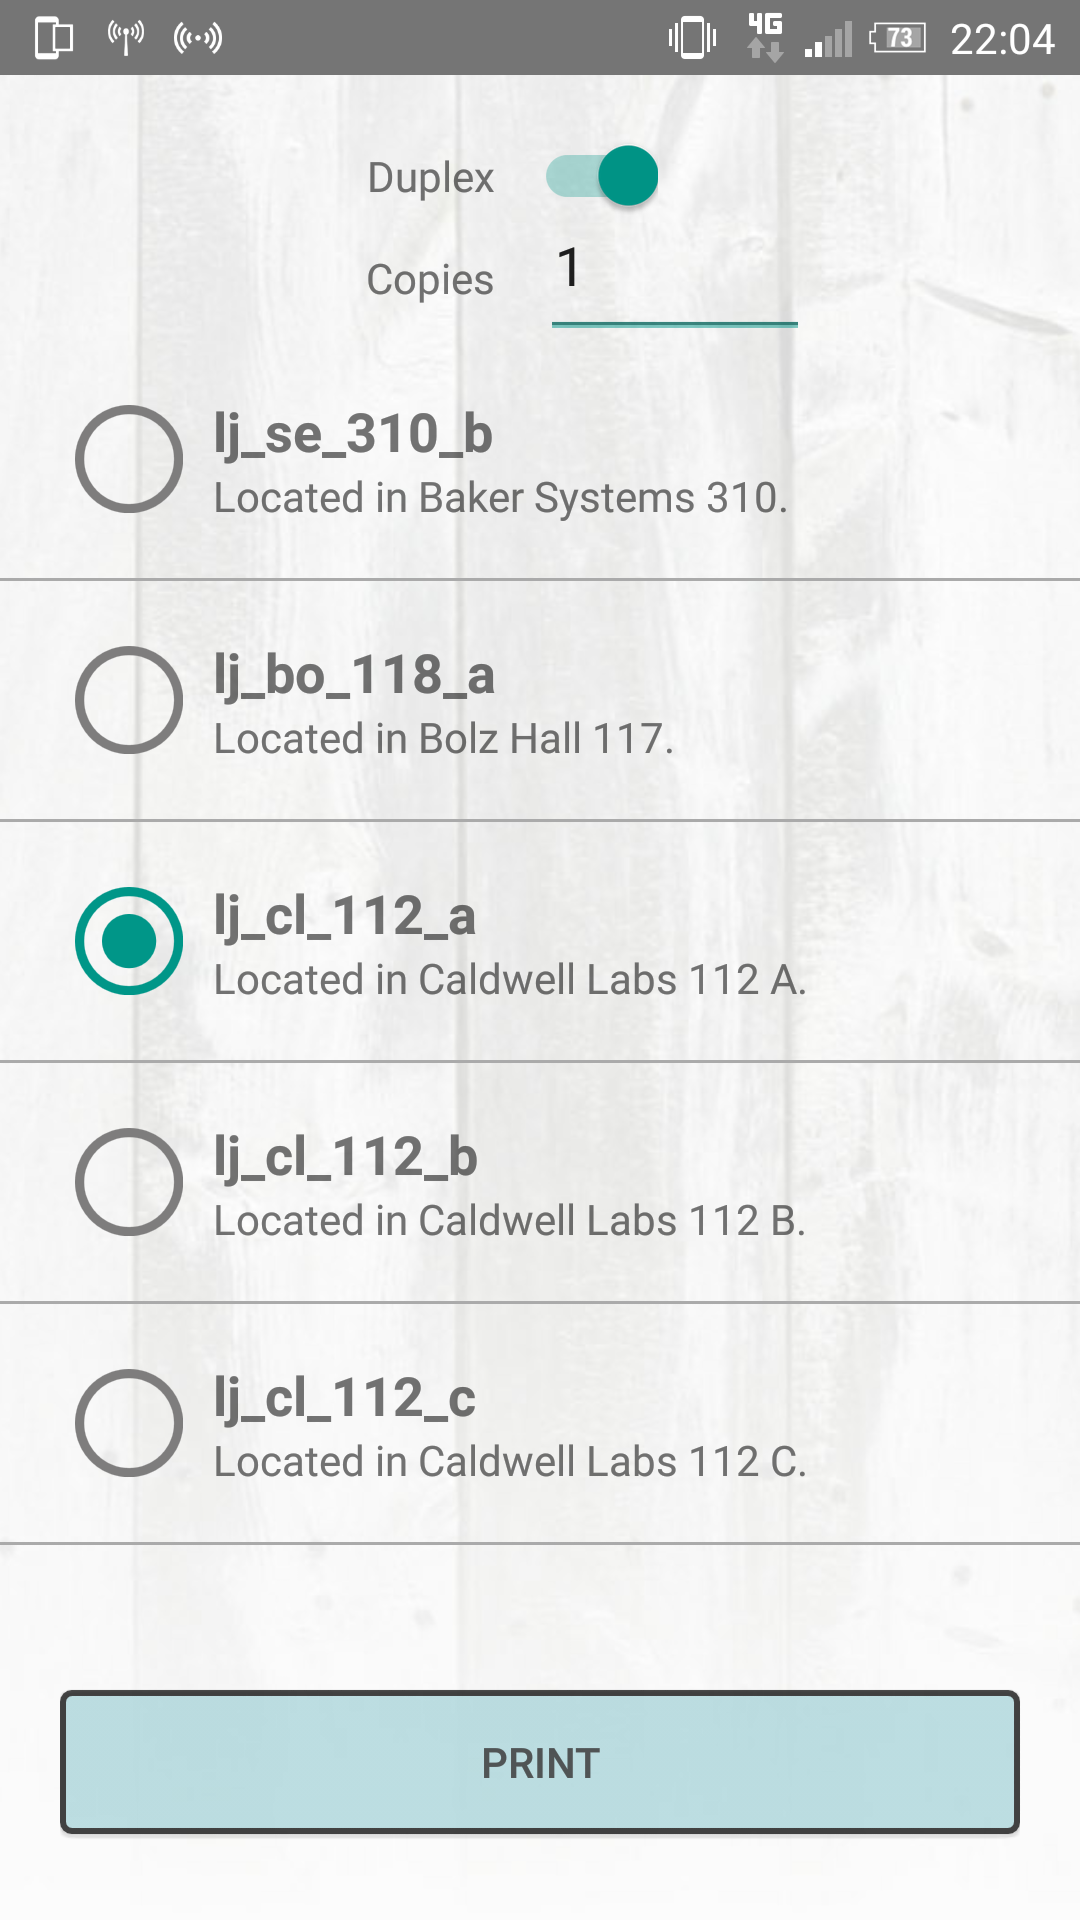 4G 73 22:04
Duplex
Copies 1
lj_se_310_b
Located in Baker Systems 310.
lj_bo_118_a
Located in Bolz Hall 117.
lj_cl_112_a
Located in Caldwell Labs 112 A.
lj_cl_112_b
Located in Caldwell Labs 112 B.
lj_cl_112_c
Located in Caldwell Labs 112 C.
PRINT